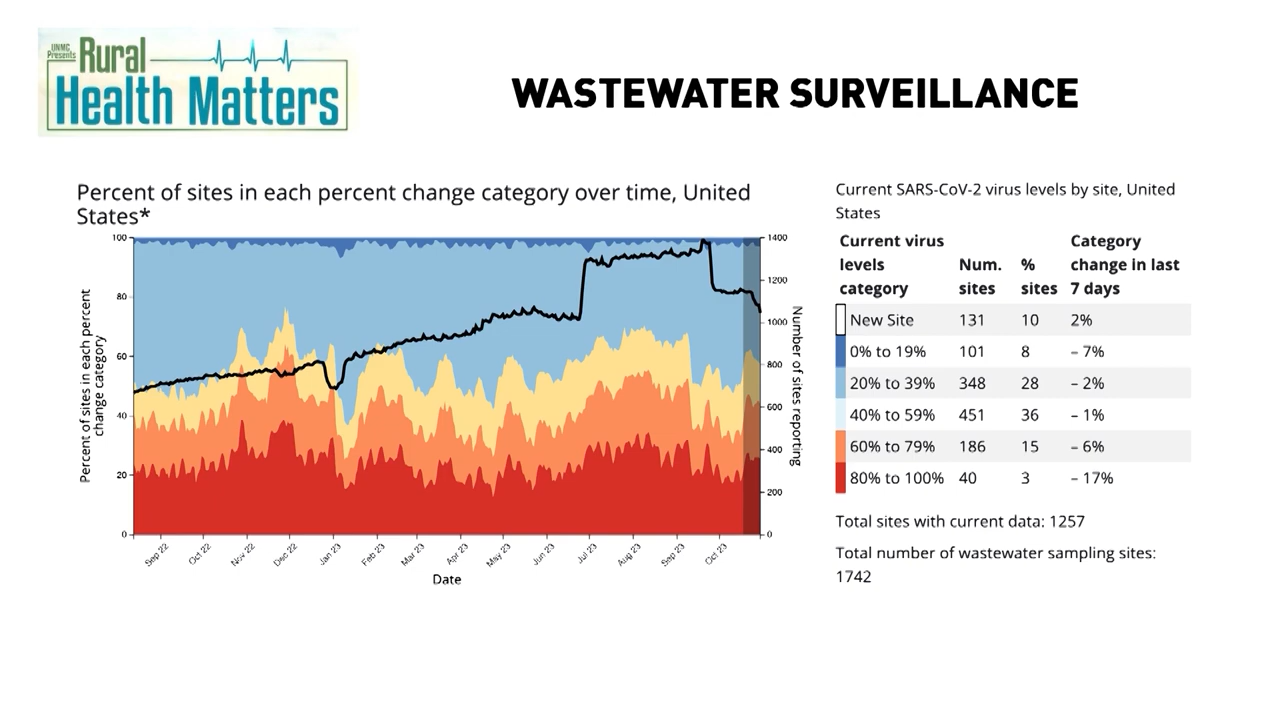 UNMC
Presents
Rural
Health Matters
WASTEWATER SURVEILLANCE
Percent of sites in each percent change category over time, United
States*
Percent of sites in each percent
change category
100
80
60
40
20
0
1400
1200
1000
800
600
400
200
0
Number of sites reporting
Sep 22
Oct 22
Nov 22
Dec 22
Jan 23
Feb 23
Mar 23
Apr 23
May 23
Jun 23
Jul 23
Aug 23
Sep 23
Oct 23
Date
Current SARS-CoV-2 virus levels by site, United
States
Current virus levels category Num. sites % sites Category change in last 7 days
New Site 131 10 2%
0% to 19% 101 8 – 7%
20% to 39% 348 28 – 2%
40% to 59% 451 36 – 1%
60% to 79% 186 15 – 6%
80% to 100% 40 3 – 17%
Total sites with current data: 1257
Total number of wastewater sampling sites:
1742